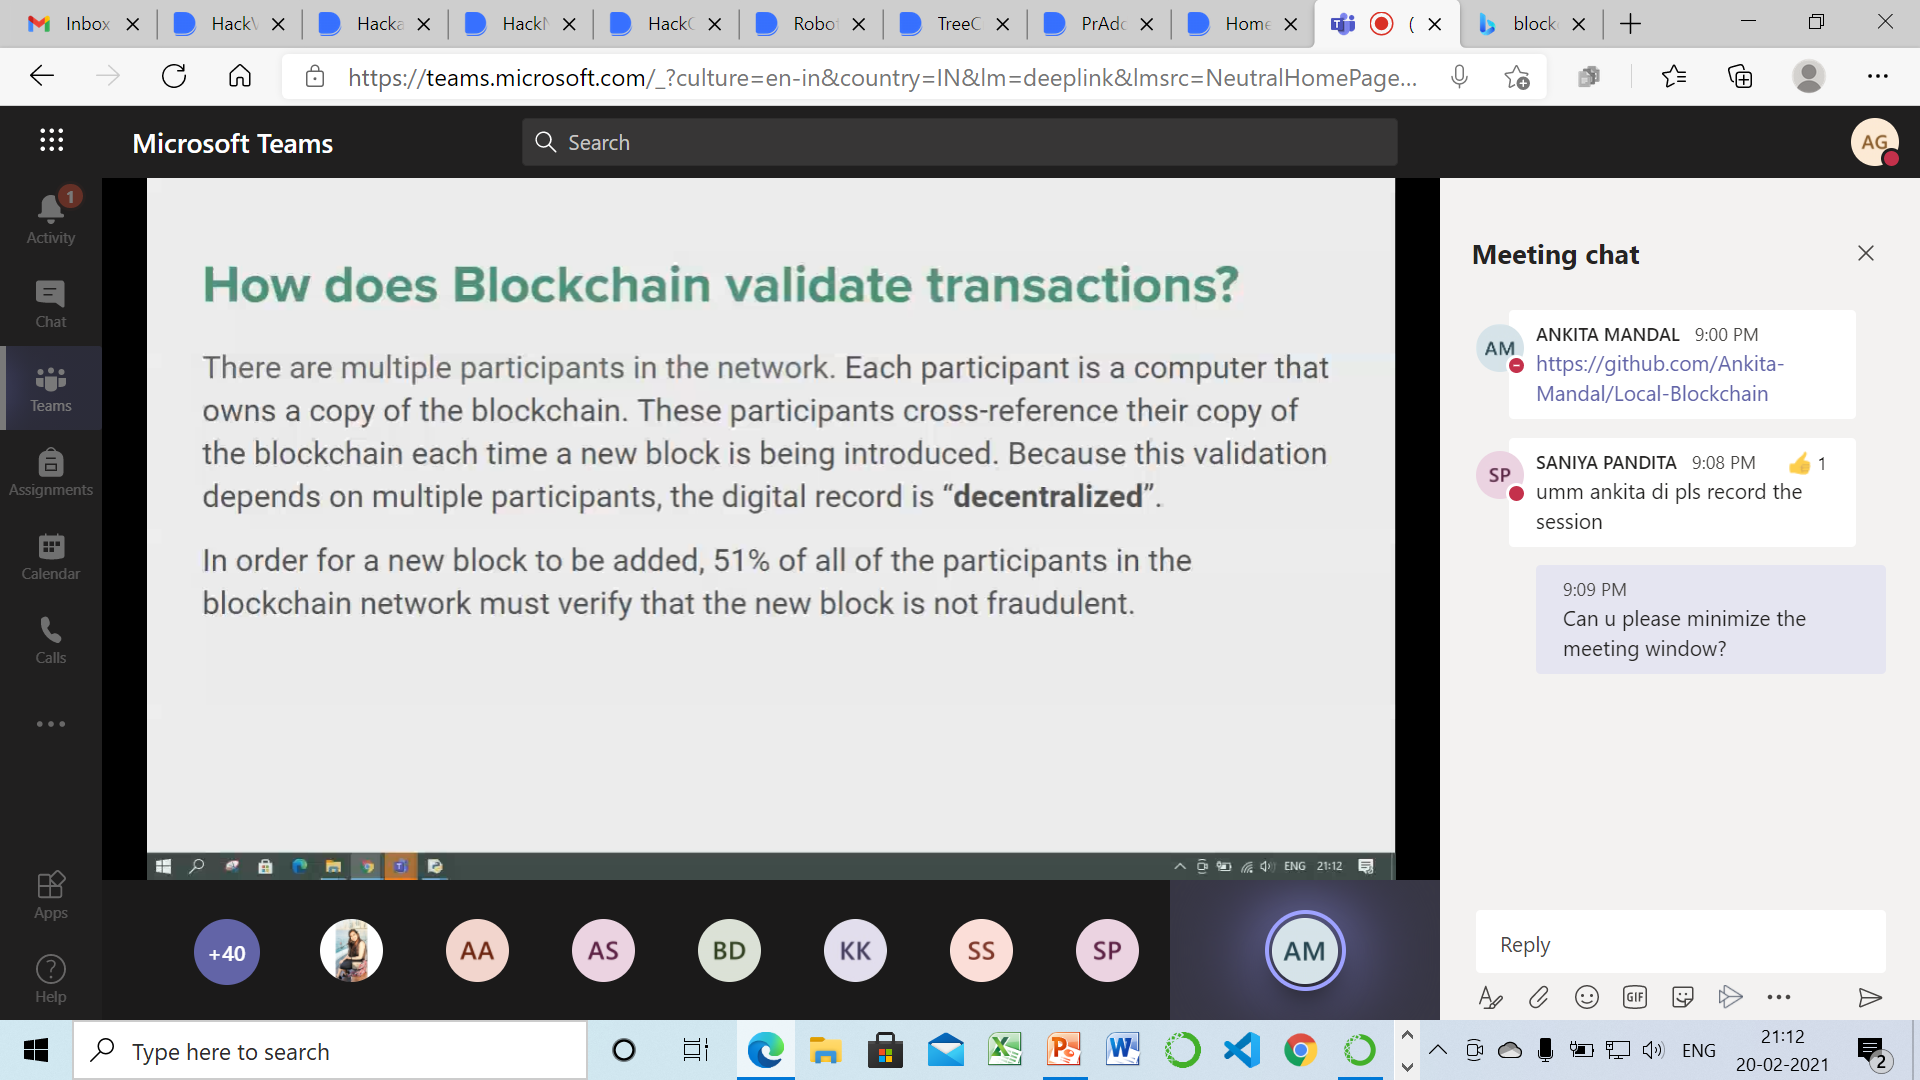 Inbox
HackV
Hacka
HackN
HackC
Robot
TreeC
PrAdo
Home
(
block
https://teams.microsoft.com/_?culture=en-in&country=IN&lm=deeplink&lmsrc=NeutralHomePage...
Microsoft Teams
Search
AG
1
Activity
Chat
Teams
Assignments
Calendar
Calls
Apps
Help
How does Blockchain validate transactions?
There are multiple participants in the network. Each participant is a computer that
owns a copy of the blockchain. These participants cross-reference their copy of
the blockchain each time a new block is being introduced. Because this validation
depends on multiple participants, the digital record is “decentralized”.
In order for a new block to be added, 51% of all of the participants in the
blockchain network must verify that the new block is not fraudulent.
ENG 21:12
+40
AA
AS
BD
KK
SS
SP
AM
Meeting chat
AM
ANKITA MANDAL 9:00 PM
https://github.com/Ankita-
Mandal/Local-Blockchain
SP
SANIYA PANDITA 9:08 PM 1
umm ankita di pls record the
session
9:09 PM
Can u please minimize the
meeting window?
Reply
GIF
Type here to search
ENG
21:12
20-02-2021
2